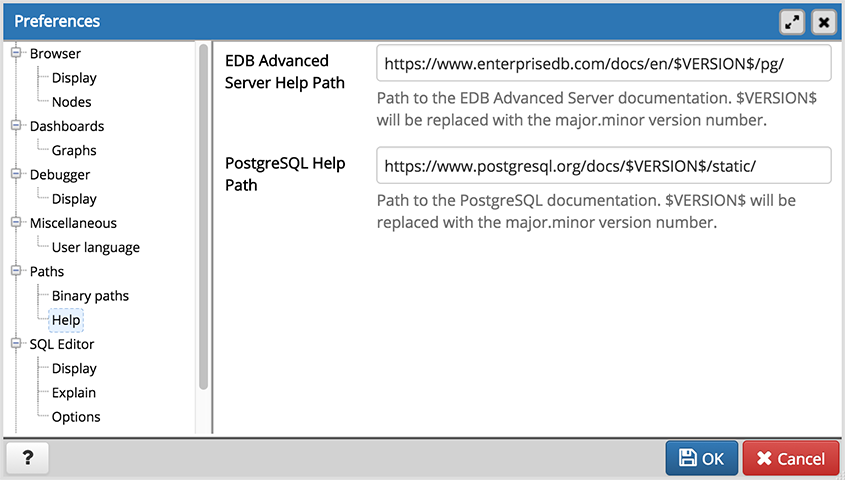 Preferences
Browser
Display
Nodes
Dashboards
Graphs
Debugger
Display
Miscellaneous
User language
Paths
Binary paths
Help
SQL Editor
Display
Explain
Options
EDB Advanced
Server Help Path
https://www.enterprisedb.com/docs/en/$VERSION$/pg/
Path to the EDB Advanced Server documentation. $VERSION$
will be replaced with the major.minor version number.
PostgreSQL Help
Path
https://www.postgresql.org/docs/$VERSION$/static/
Path to the PostgreSQL documentation. $VERSION$ will be
replaced with the major.minor version number.
?
OK
Cancel